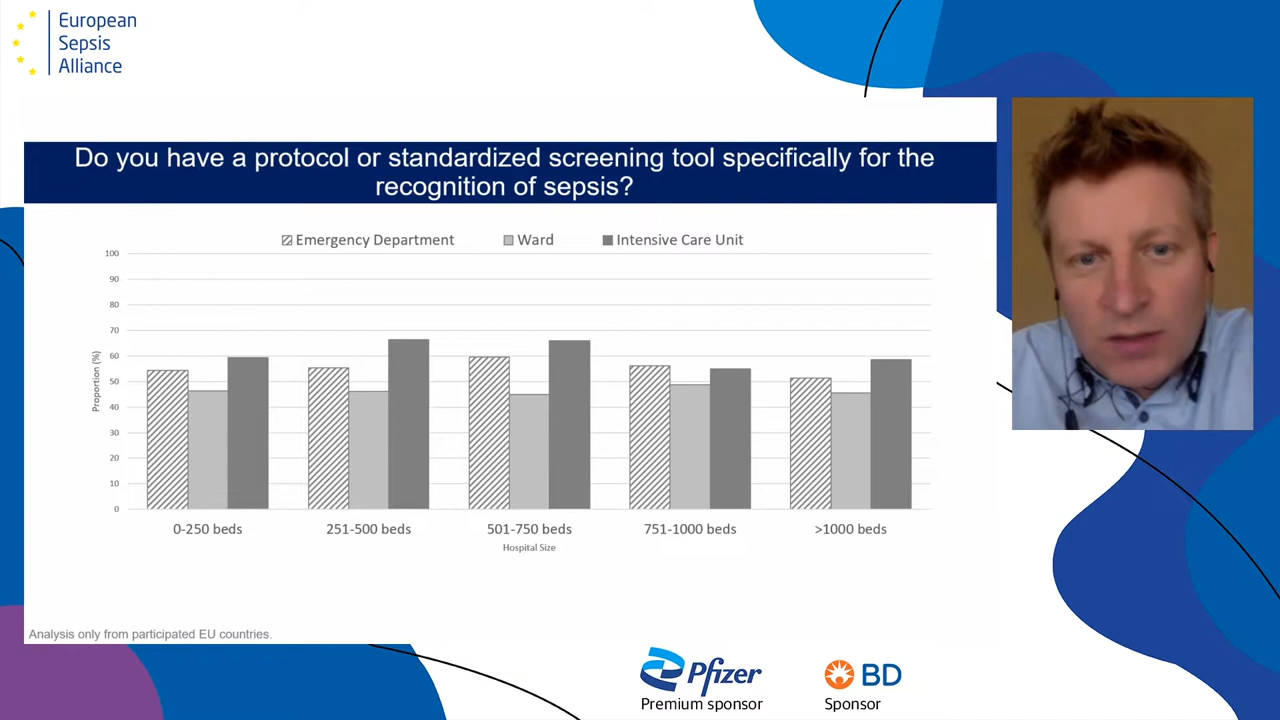 European
Sepsis
Alliance
Do you have a protocol or standardized screening tool specifically for the
recognition of sepsis?
Emergency Department Ward Intensive Care Unit
100
90
80
70
60
50
40
30
20
10
0
Proportion (%)
0-250 beds 251-500 beds 501-750 beds 751-1000 beds >1000 beds
Hospital Size
Analysis only from participated EU countries.
Pfizer
Premium sponsor
BD
Sponsor